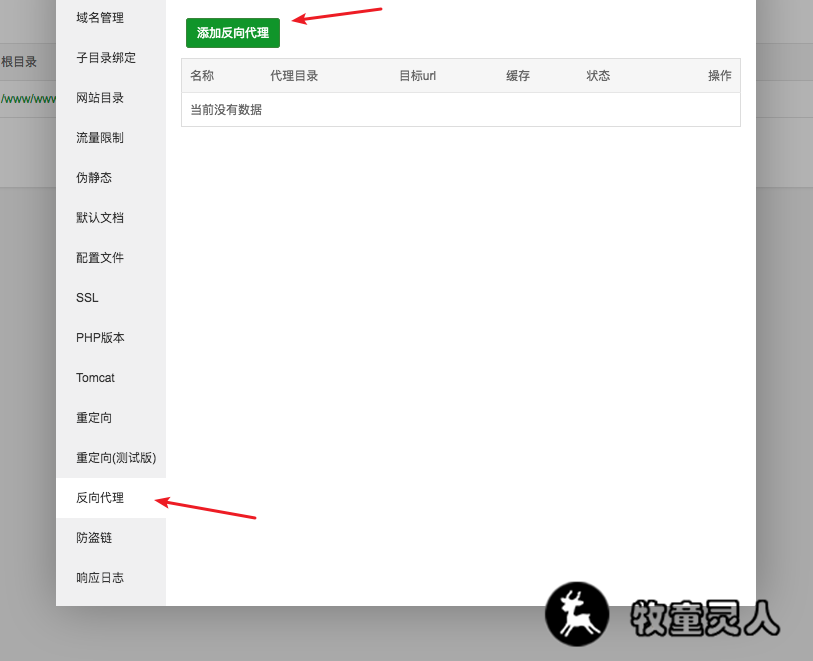 域名管理
子目录绑定
网站目录
流量限制
伪静态
默认文档
配置文件
SSL
PHP版本
Tomcat
重定向
重定向(测试版)
反向代理
防盗链
响应日志
添加反向代理
名称 代理目录 目标url 缓存 状态 操作
当前没有数据
根目录
/www/www
牧童灵人